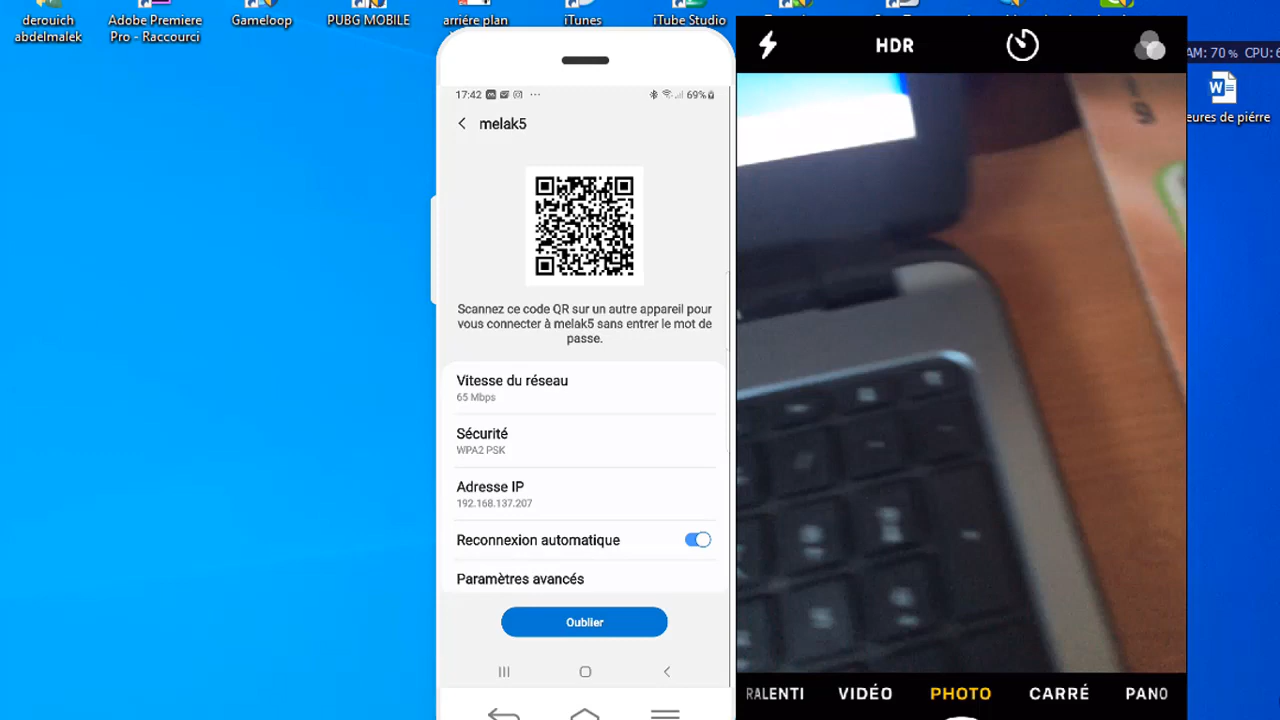 derouich
abdelmalek
Adobe Premiere
Pro - Raccourci
Gameloop
PUBG MOBILE
arriére plan
iTunes
iTube Studio
AM: 70 % CPU: 6
eures de piérre
17:42
69%
melak5
Scannez ce code QR sur un autre appareil pour
vous connecter à melak5 sans entrer le mot de
passe.
Vitesse du réseau
65 Mbps
Sécurité
WPA2 PSK
Adresse IP
192.168.137.207
Reconnexion automatique
Paramètres avancés
Oublier
HDR
RALENTI
VIDÉO
PHOTO
CARRÉ
PANO